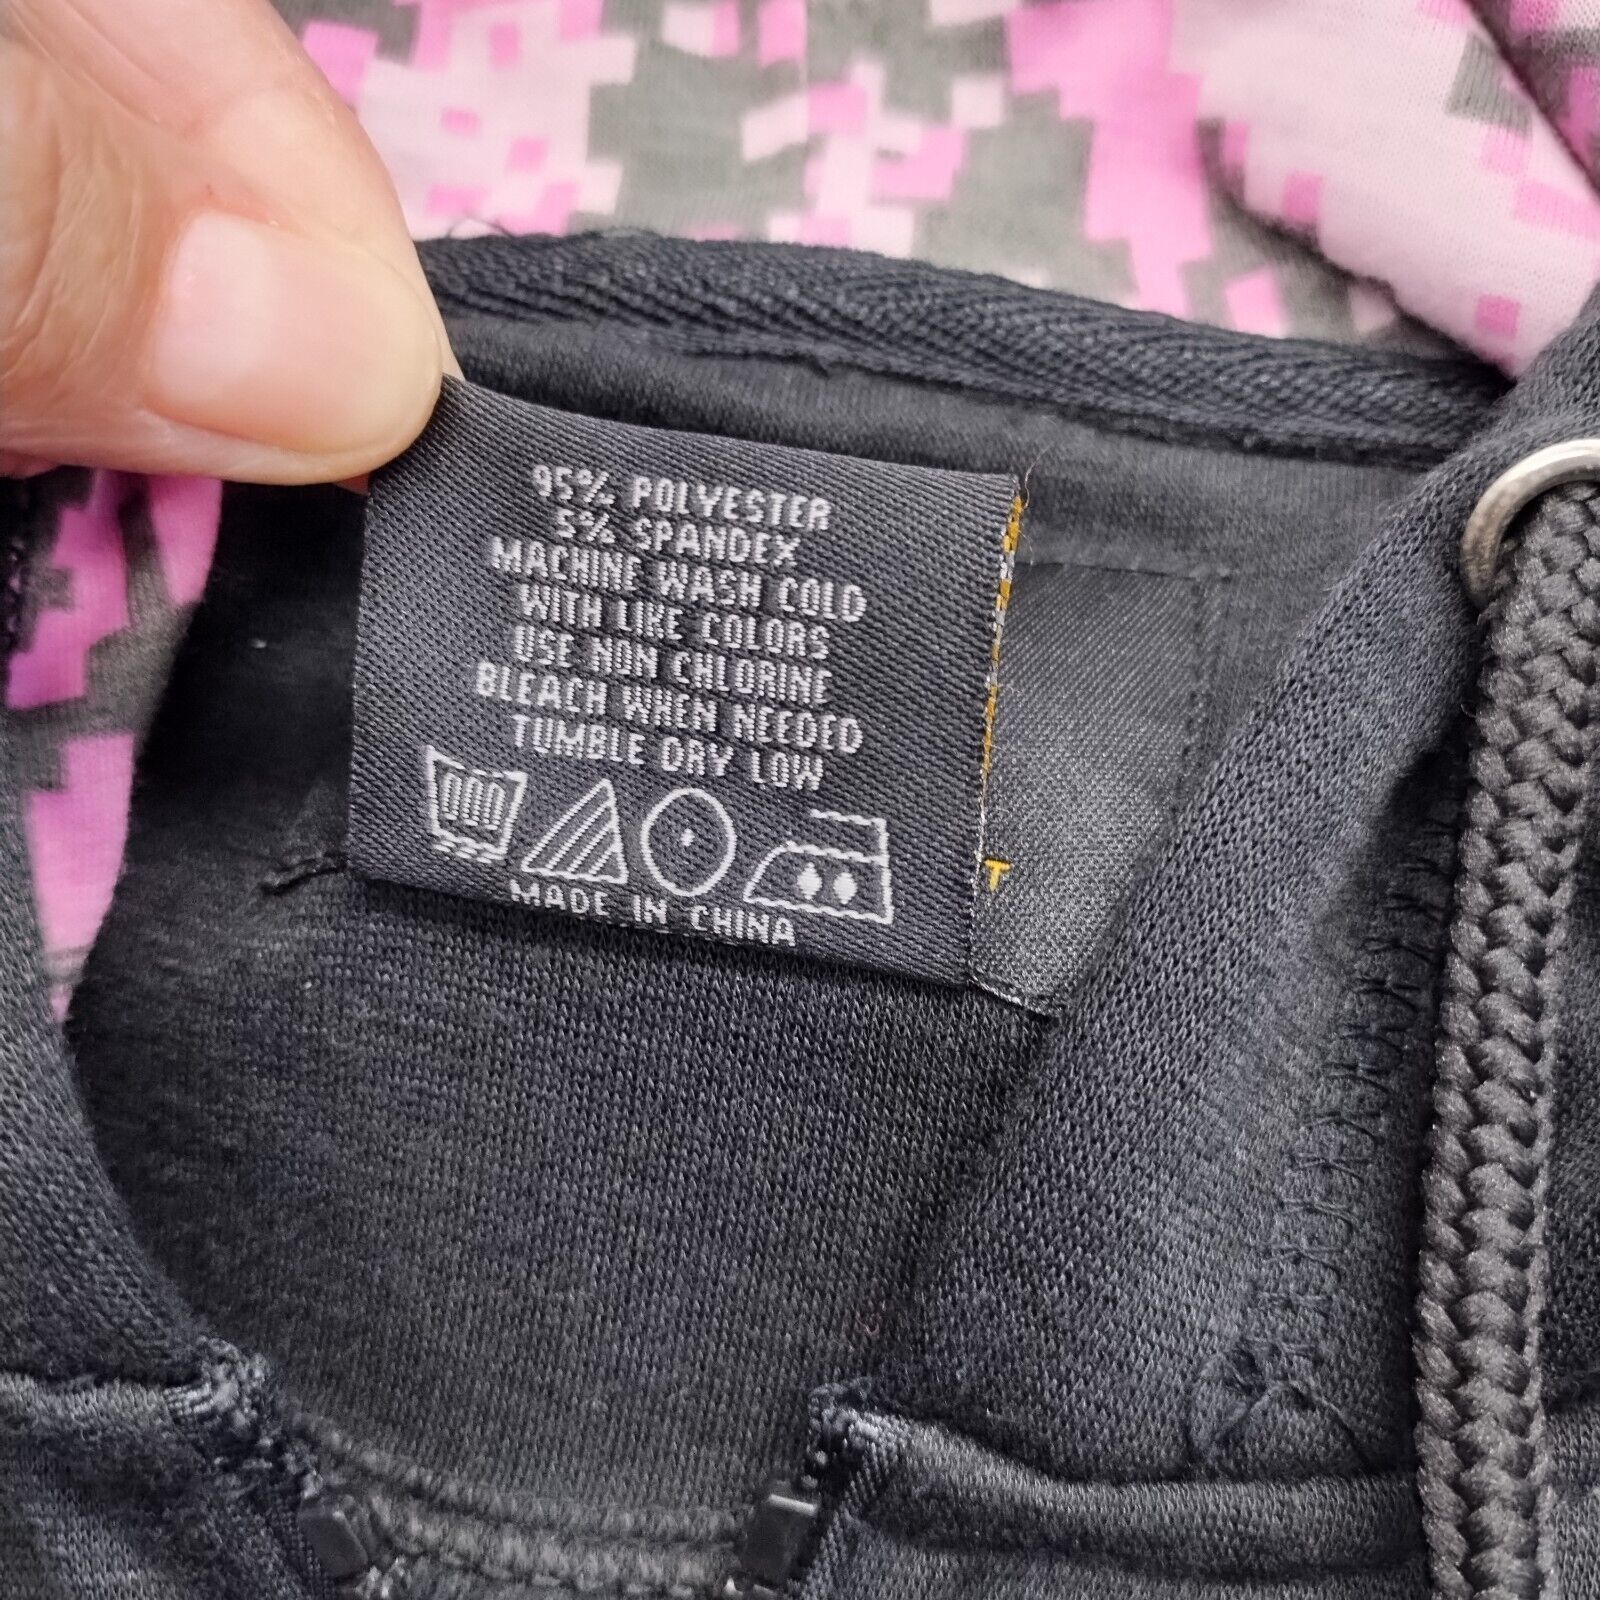 95% POLYESTER
5% SPANDEX
MACHINE WASH COLD
WITH LIKE COLORS
USE NON CHLORINE
BLEACH WHEN NEEDED
TUMBLE DRY LOW
MADE IN CHINA
T